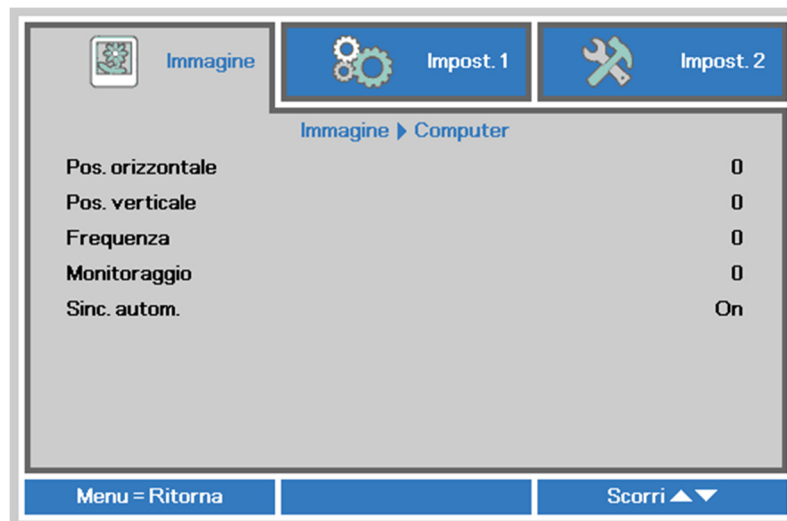 Immagine
Impost. 1
Impost. 2
Immagine ▶ Computer
Pos. orizzontale 0
Pos. verticale 0
Frequenza 0
Monitoraggio 0
Sinc. autom. On
Menu = Ritorna
Scorri ▲▼